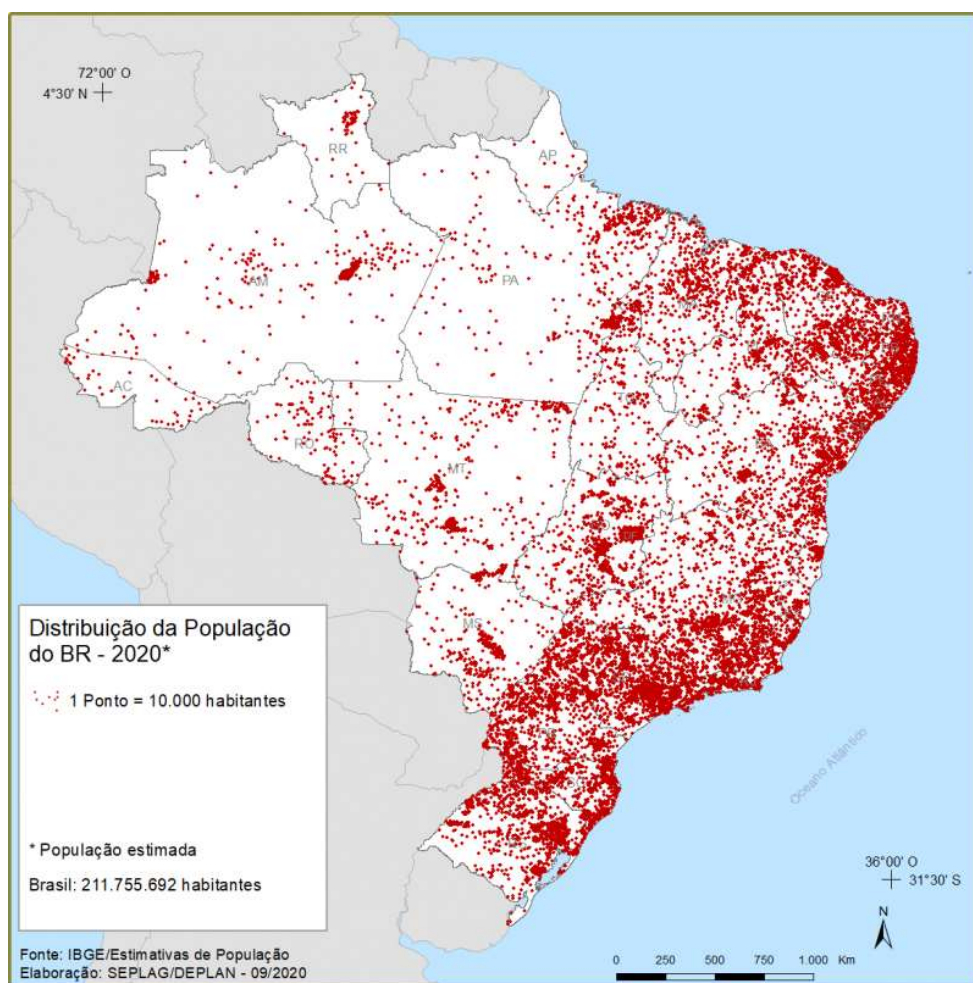 72°00' O
4°30' N
RR
AP
AM
PA
AC
RO
MT
MS
Distribuição da População
do BR - 2020*
1 Ponto = 10.000 habitantes
* População estimada
Brasil: 211.755.692 habitantes
Oceano Atlântico
36°00' O
31°30' S
N
0 250 500 750 1.000 Km
Fonte: IBGE/Estimativas de População
Elaboração: SEPLAG/DEPLAN - 09/2020